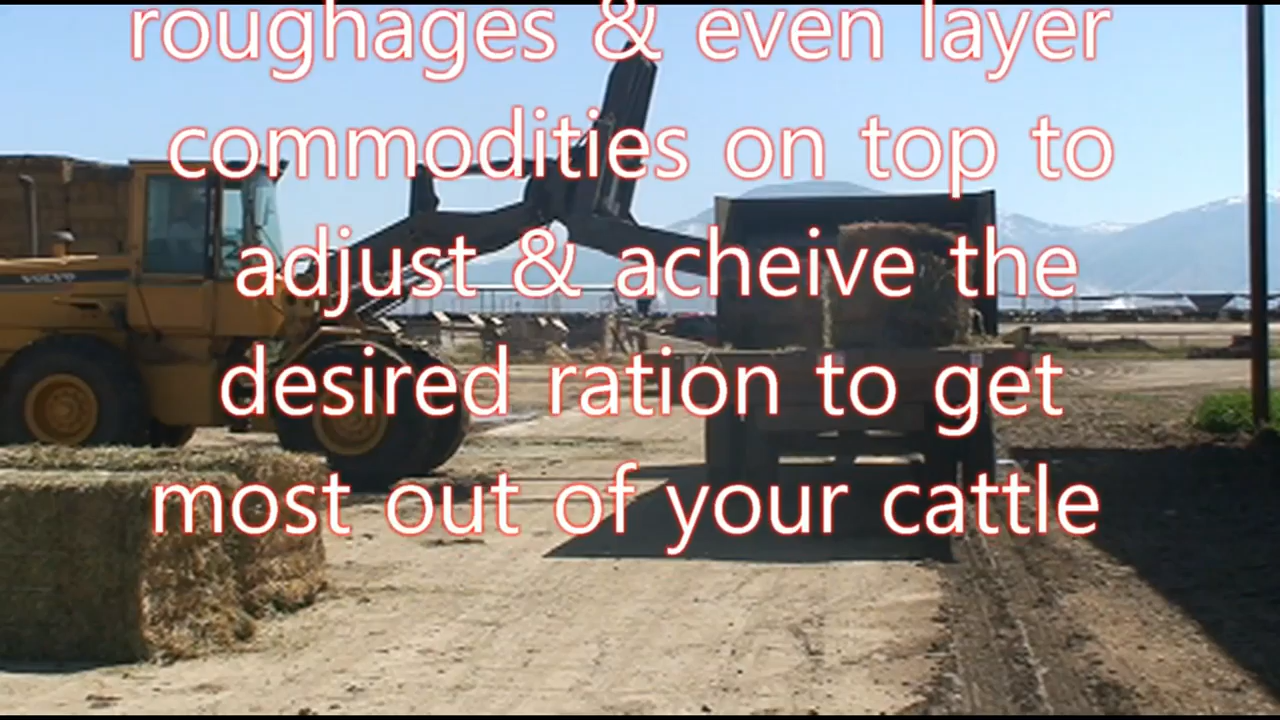 roughages & even layer
commodities on top to
adjust & acheive the
desired ration to get
most out of your cattle
VOLVO